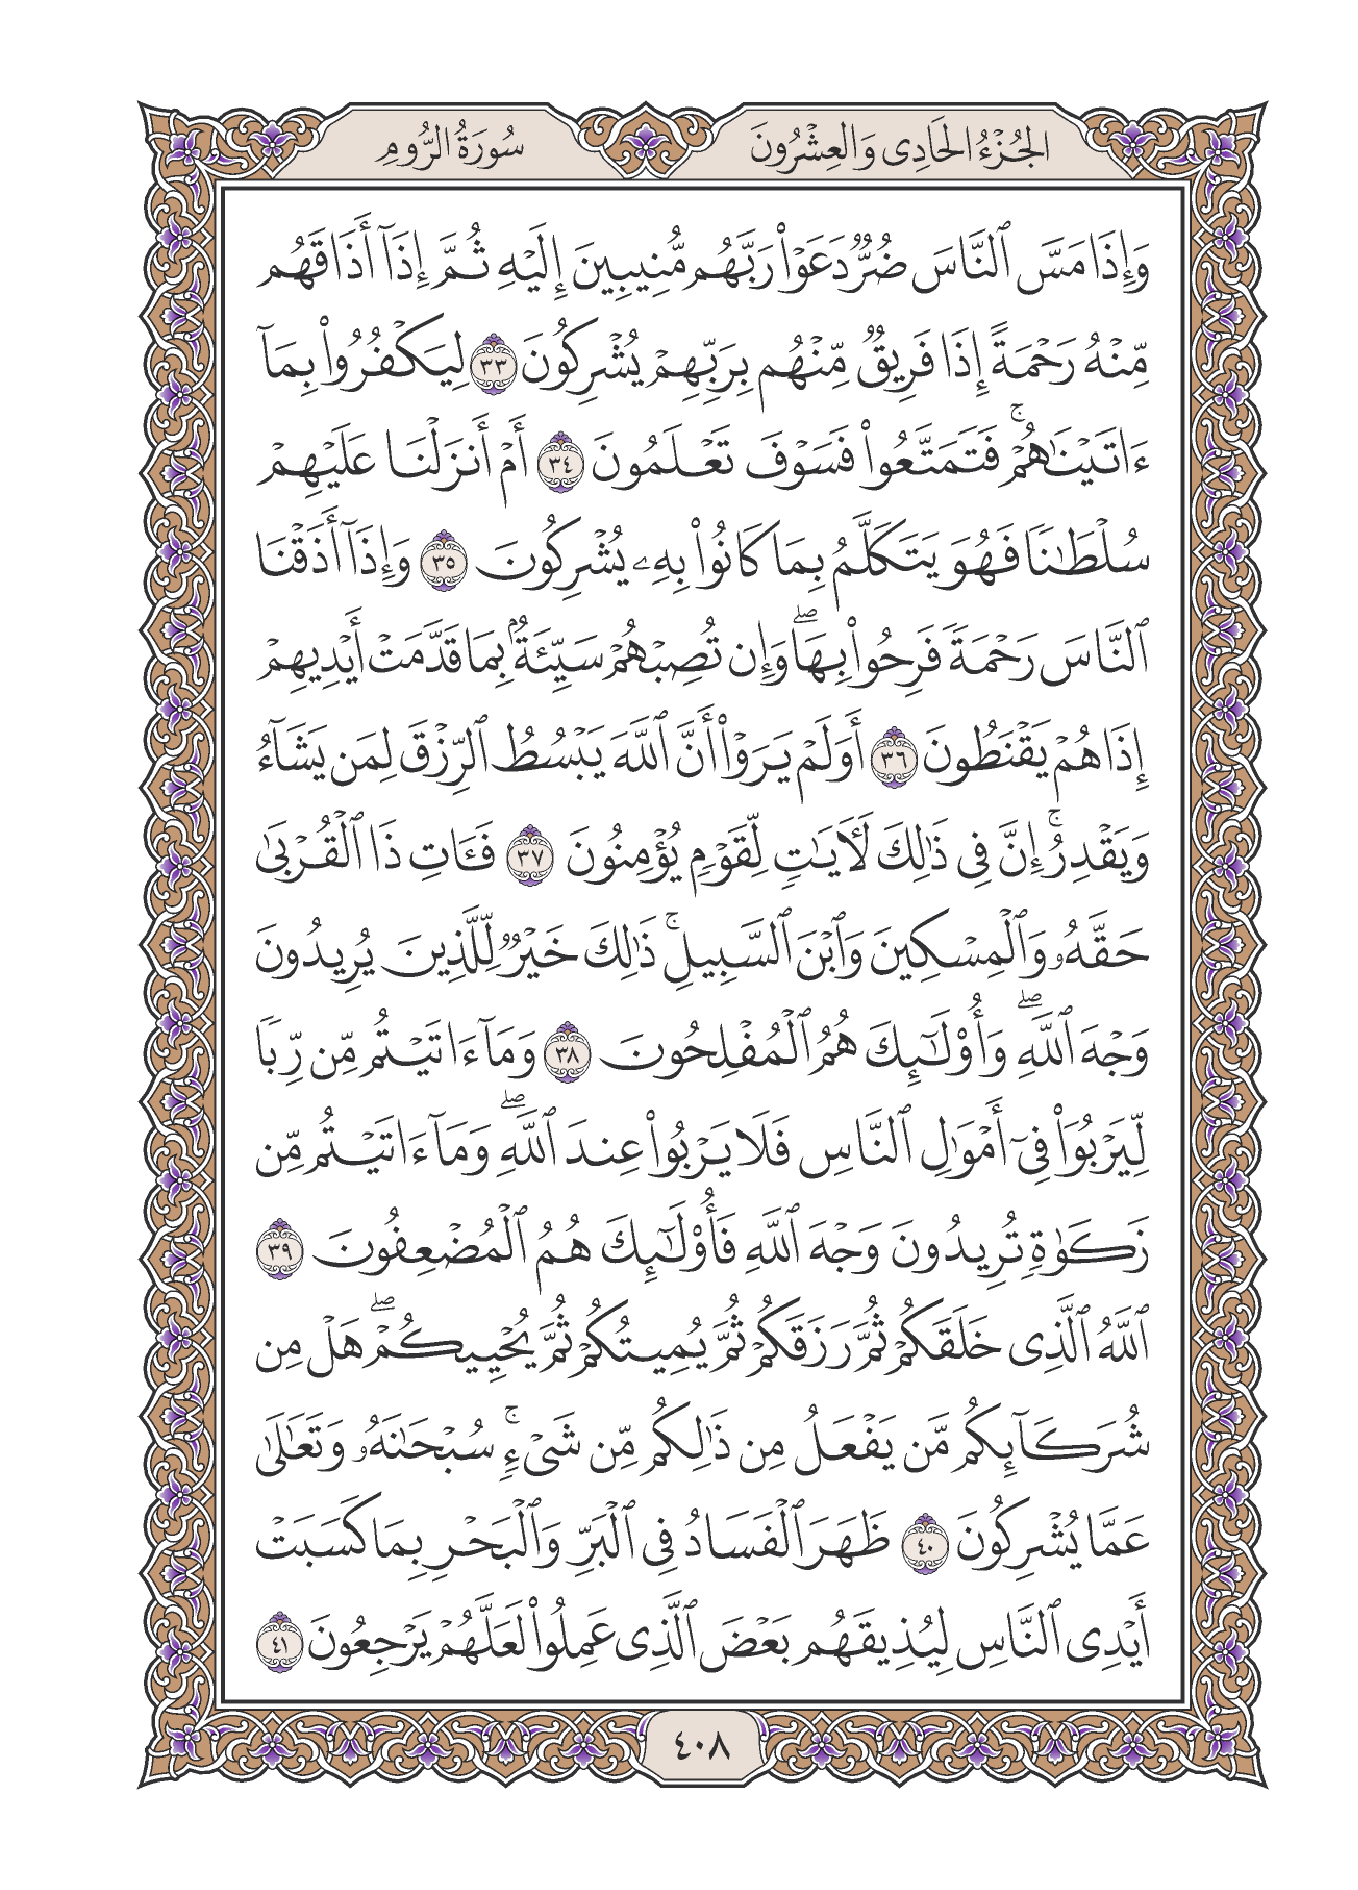 الجُزْءُ الحَادِى وَالعِشْرُونَ
سُورَةُ الرُّومِ
وَإِذَا مَسَّ ٱلنَّاسَ ضُرٌّ دَعَوْا۟ رَبَّهُم مُّنِيبِينَ إِلَيْهِ ثُمَّ إِذَآ أَذَاقَهُم
مِّنْهُ رَحْمَةً إِذَا فَرِيقٌ مِّنْهُم بِرَبِّهِمْ يُشْرِكُونَ ٣٣ لِيَكْفُرُوا۟ بِمَآ
ءَاتَيْنَٰهُمْ ۚ فَتَمَتَّعُوا۟ فَسَوْفَ تَعْلَمُونَ ٣٤ أَمْ أَنزَلْنَا عَلَيْهِمْ
سُلْطَٰنًا فَهُوَ يَتَكَلَّمُ بِمَا كَانُوا۟ بِهِۦ يُشْرِكُونَ ٣٥ وَإِذَآ أَذَقْنَا
ٱلنَّاسَ رَحْمَةً فَرِحُوا۟ بِهَا ۖ وَإِن تُصِبْهُمْ سَيِّئَةٌۢ بِمَا قَدَّمَتْ أَيْدِيهِمْ
إِذَا هُمْ يَقْنَطُونَ ٣٦ أَوَلَمْ يَرَوْا۟ أَنَّ ٱللَّهَ يَبْسُطُ ٱلرِّزْقَ لِمَن يَشَآءُ
وَيَقْدِرُ ۚ إِنَّ فِى ذَٰلِكَ لَءَايَٰتٍ لِّقَوْمٍ يُؤْمِنُونَ ٣٧ فَـَٔاتِ ذَا ٱلْقُرْبَىٰ
حَقَّهُۥ وَٱلْمِسْكِينَ وَٱبْنَ ٱلسَّبِيلِ ۚ ذَٰلِكَ خَيْرٌ لِّلَّذِينَ يُرِيدُونَ
وَجْهَ ٱللَّهِ ۖ وَأُو۟لَٰٓئِكَ هُمُ ٱلْمُفْلِحُونَ ٣٨ وَمَآ ءَاتَيْتُم مِّن رِّبًا
لِّيَرْبُوَا۟ فِىٓ أَمْوَٰلِ ٱلنَّاسِ فَلَا يَرْبُوا۟ عِندَ ٱللَّهِ ۖ وَمَآ ءَاتَيْتُم مِّن
زَكَوٰةٍ تُرِيدُونَ وَجْهَ ٱللَّهِ فَأُو۟لَٰٓئِكَ هُمُ ٱلْمُضْعِفُونَ ٣٩
ٱللَّهُ ٱلَّذِى خَلَقَكُمْ ثُمَّ رَزَقَكُمْ ثُمَّ يُمِيتُكُمْ ثُمَّ يُحْيِيكُمْ ۖ هَلْ مِن
شُرَكَآئِكُم مَّن يَفْعَلُ مِن ذَٰلِكُم مِّن شَىْءٍ ۚ سُبْحَٰنَهُۥ وَتَعَٰلَىٰ
عَمَّا يُشْرِكُونَ ٤٠ ظَهَرَ ٱلْفَسَادُ فِى ٱلْبَرِّ وَٱلْبَحْرِ بِمَا كَسَبَتْ
أَيْدِى ٱلنَّاسِ لِيُذِيقَهُم بَعْضَ ٱلَّذِى عَمِلُوا۟ لَعَلَّهُمْ يَرْجِعُونَ ٤١
٤٠٨